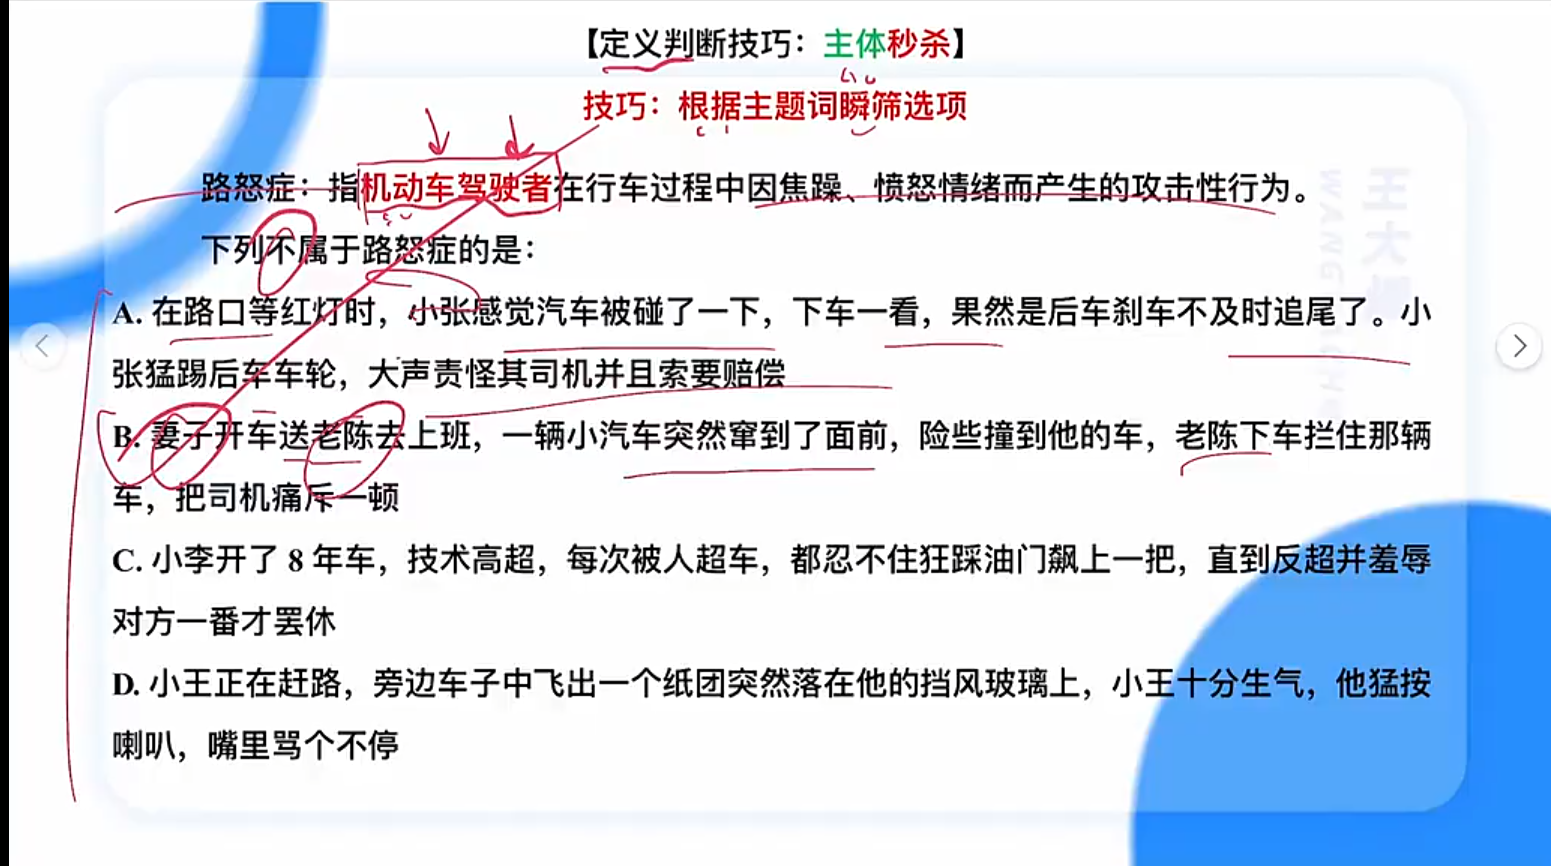 【定义判断技巧：主体秒杀】
技巧：根据主题词瞬筛选项
路怒症：指机动车驾驶者在行车过程中因焦躁、愤怒情绪而产生的攻击性行为。
下列不属于路怒症的是：
A. 在路口等红灯时，小张感觉汽车被碰了一下，下车一看，果然是后车刹车不及时追尾了。小
张猛踢后车车轮，大声责怪其司机并且索要赔偿
B. 妻子开车送老陈去上班，一辆小汽车突然窜到了面前，险些撞到他的车，老陈下车拦住那辆
车，把司机痛斥一顿
C. 小李开了 8 年车，技术高超，每次被人超车，都忍不住狂踩油门飙上一把，直到反超并羞辱
对方一番才罢休
D. 小王正在赶路，旁边车子中飞出一个纸团突然落在他的挡风玻璃上，小王十分生气，他猛按
喇叭，嘴里骂个不停
王大
WANG